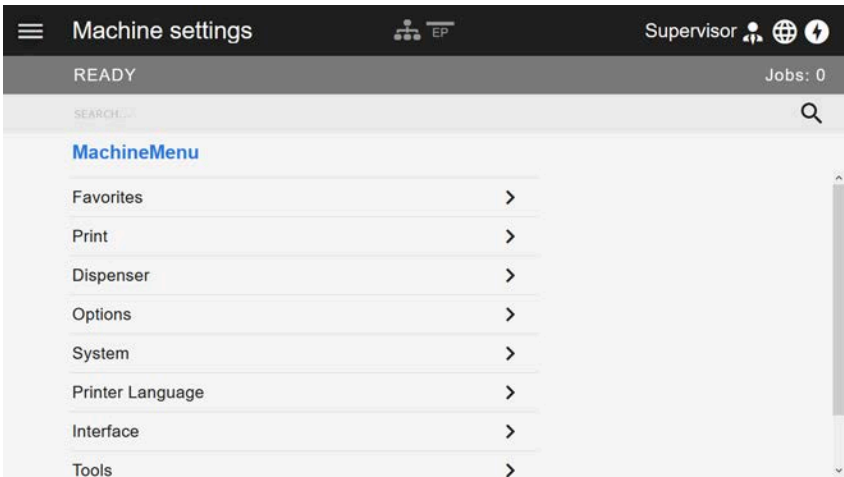 Machine settings EP Supervisor
READY Jobs: 0
SEARCH...
MachineMenu
Favorites
Print
Dispenser
Options
System
Printer Language
Interface
Tools